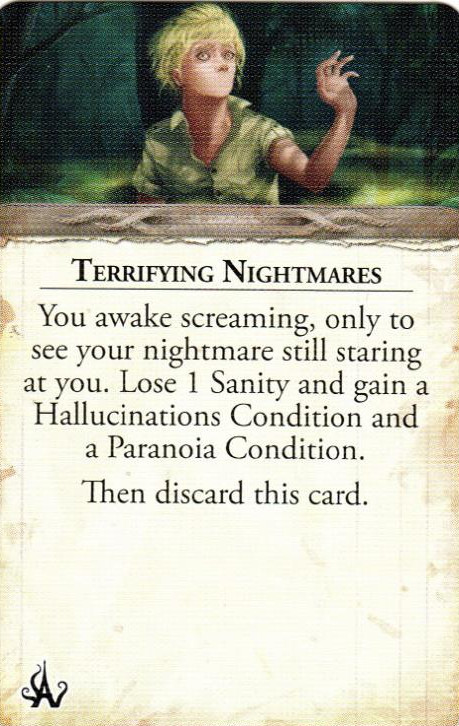 Terrifying Nightmares
You awake screaming, only to
see your nightmare still staring
at you. Lose 1 Sanity and gain a
Hallucinations Condition and
a Paranoia Condition.
Then discard this card.